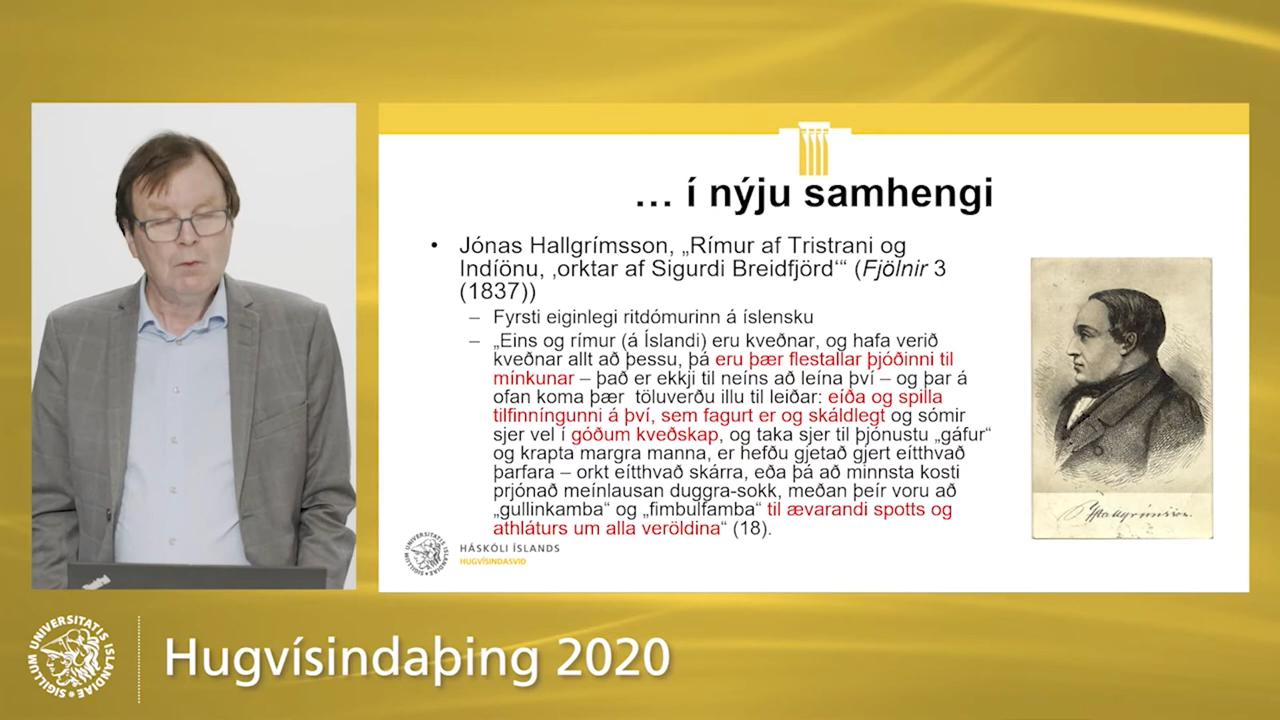 … í nýju samhengi
• Jónas Hallgrímsson, „Rímur af Tristrani og
Indíönu, ‚orktar af Sigurdi Breidfjörd‘“ (Fjölnir 3
(1837))
– Fyrsti eiginlegi ritdómurinn á íslensku
– „Eins og rímur (á Íslandi) eru kveðnar, og hafa verið
kveðnar allt að þessu, þá eru þær flestallar þjóðinni til
mínkunar – það er ekkji til neíns að leína því – og þar á
ofan koma þær töluverðu illu til leiðar: eíða og spilla
tilfinníngunni á því, sem fagurt er og skáldlegt og sómir
sjer vel í góðum kveðskap, og taka sjer til þjónustu „gáfur“
og krapta margra manna, er hefðu gjetað gjert eítthvað
þarfara – orkt eítthvað skárra, eða þá að minnsta kosti
prjónað meínlausan duggra-sokk, meðan þeír voru að
„gullinkamba“ og „fimbulfamba“ til ævarandi spotts og
athláturs um alla veröldina“ (18).
HÁSKÓLI ÍSLANDS
HUGVÍSINDASVIÐ
SIGILLUM UNIVERSITATIS ISLANDIAE
Hugvísindaþing 2020